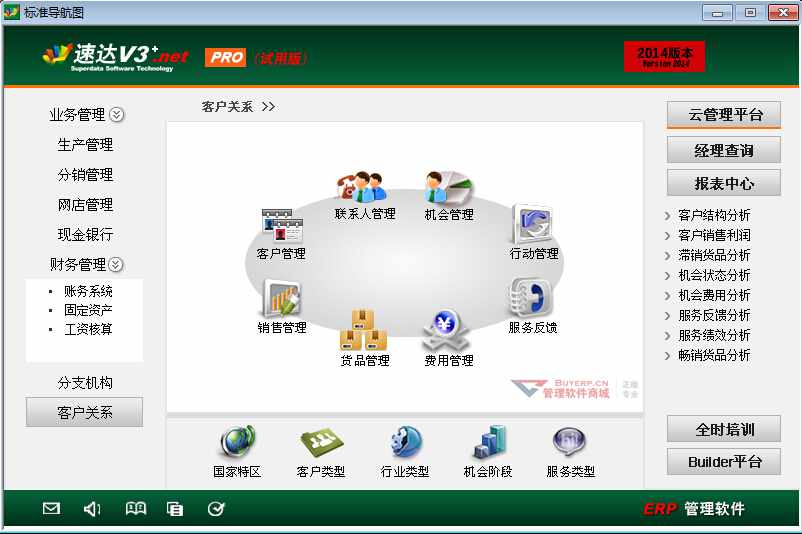 标准导航图
速达V3+.net
Superdata Software Technology
PRO (试用版)
2014版本
Version 2014
业务管理
生产管理
分销管理
网店管理
现金银行
财务管理
• 账务系统
• 固定资产
• 工资核算
分支机构
客户关系
客户关系 >>
联系人管理
机会管理
客户管理
行动管理
销售管理
服务反馈
货品管理
费用管理
BUYERP.CN
管理软件商城
正版
专业
国家特区
客户类型
行业类型
机会阶段
服务类型
云管理平台
经理查询
报表中心
客户结构分析
客户销售利润
滞销货品分析
机会状态分析
机会费用分析
服务反馈分析
服务绩效分析
畅销货品分析
全时培训
Builder平台
ERP 管理软件